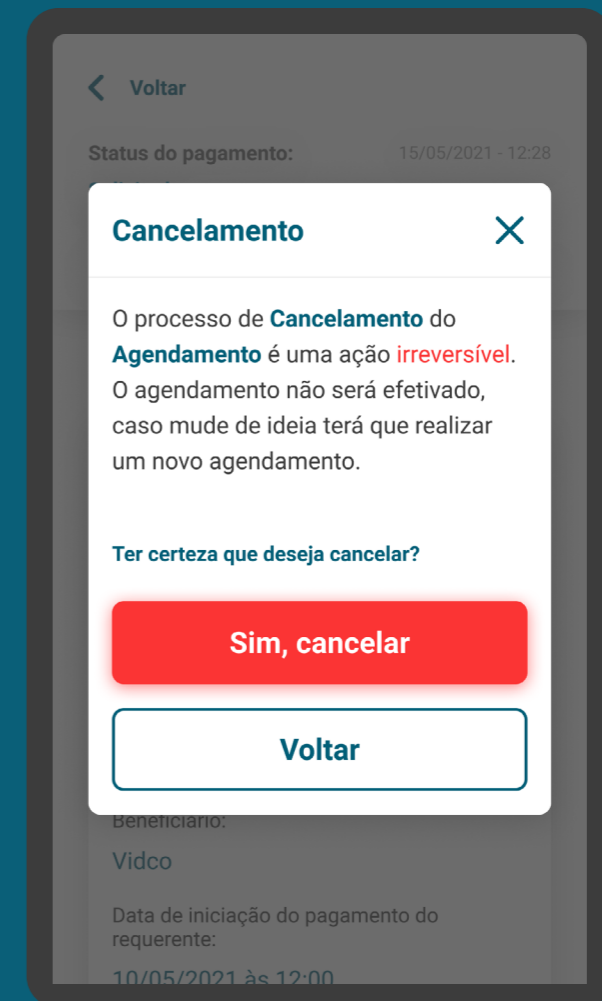 Voltar
Status do pagamento:
15/05/2021 - 12:28
Cancelamento
O processo de Cancelamento do
Agendamento é uma ação irreversível.
O agendamento não será efetivado,
caso mude de ideia terá que realizar
um novo agendamento.
Ter certeza que deseja cancelar?
Sim, cancelar
Voltar
Beneficiário:
Vidco
Data de iniciação do pagamento do
requerente:
10/05/2021 às 12:00